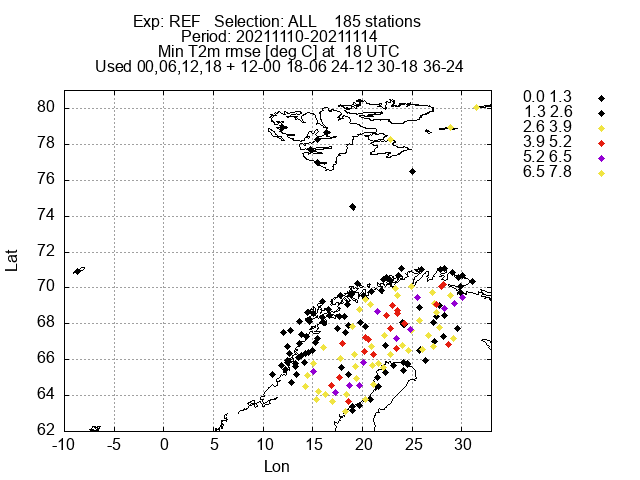 Exp: REF   Selection: ALL    185 stations
Period: 20211110-20211114
Min T2m rmse [deg C] at  18 UTC
Used 00,06,12,18 + 12-00 18-06 24-12 30-18 36-24
0.0 1.3
1.3 2.6
2.6 3.9
3.9 5.2
5.2 6.5
6.5 7.8
Lat
80
78
76
74
72
70
68
66
64
62
-10 -5 0 5 10 15 20 25 30
Lon